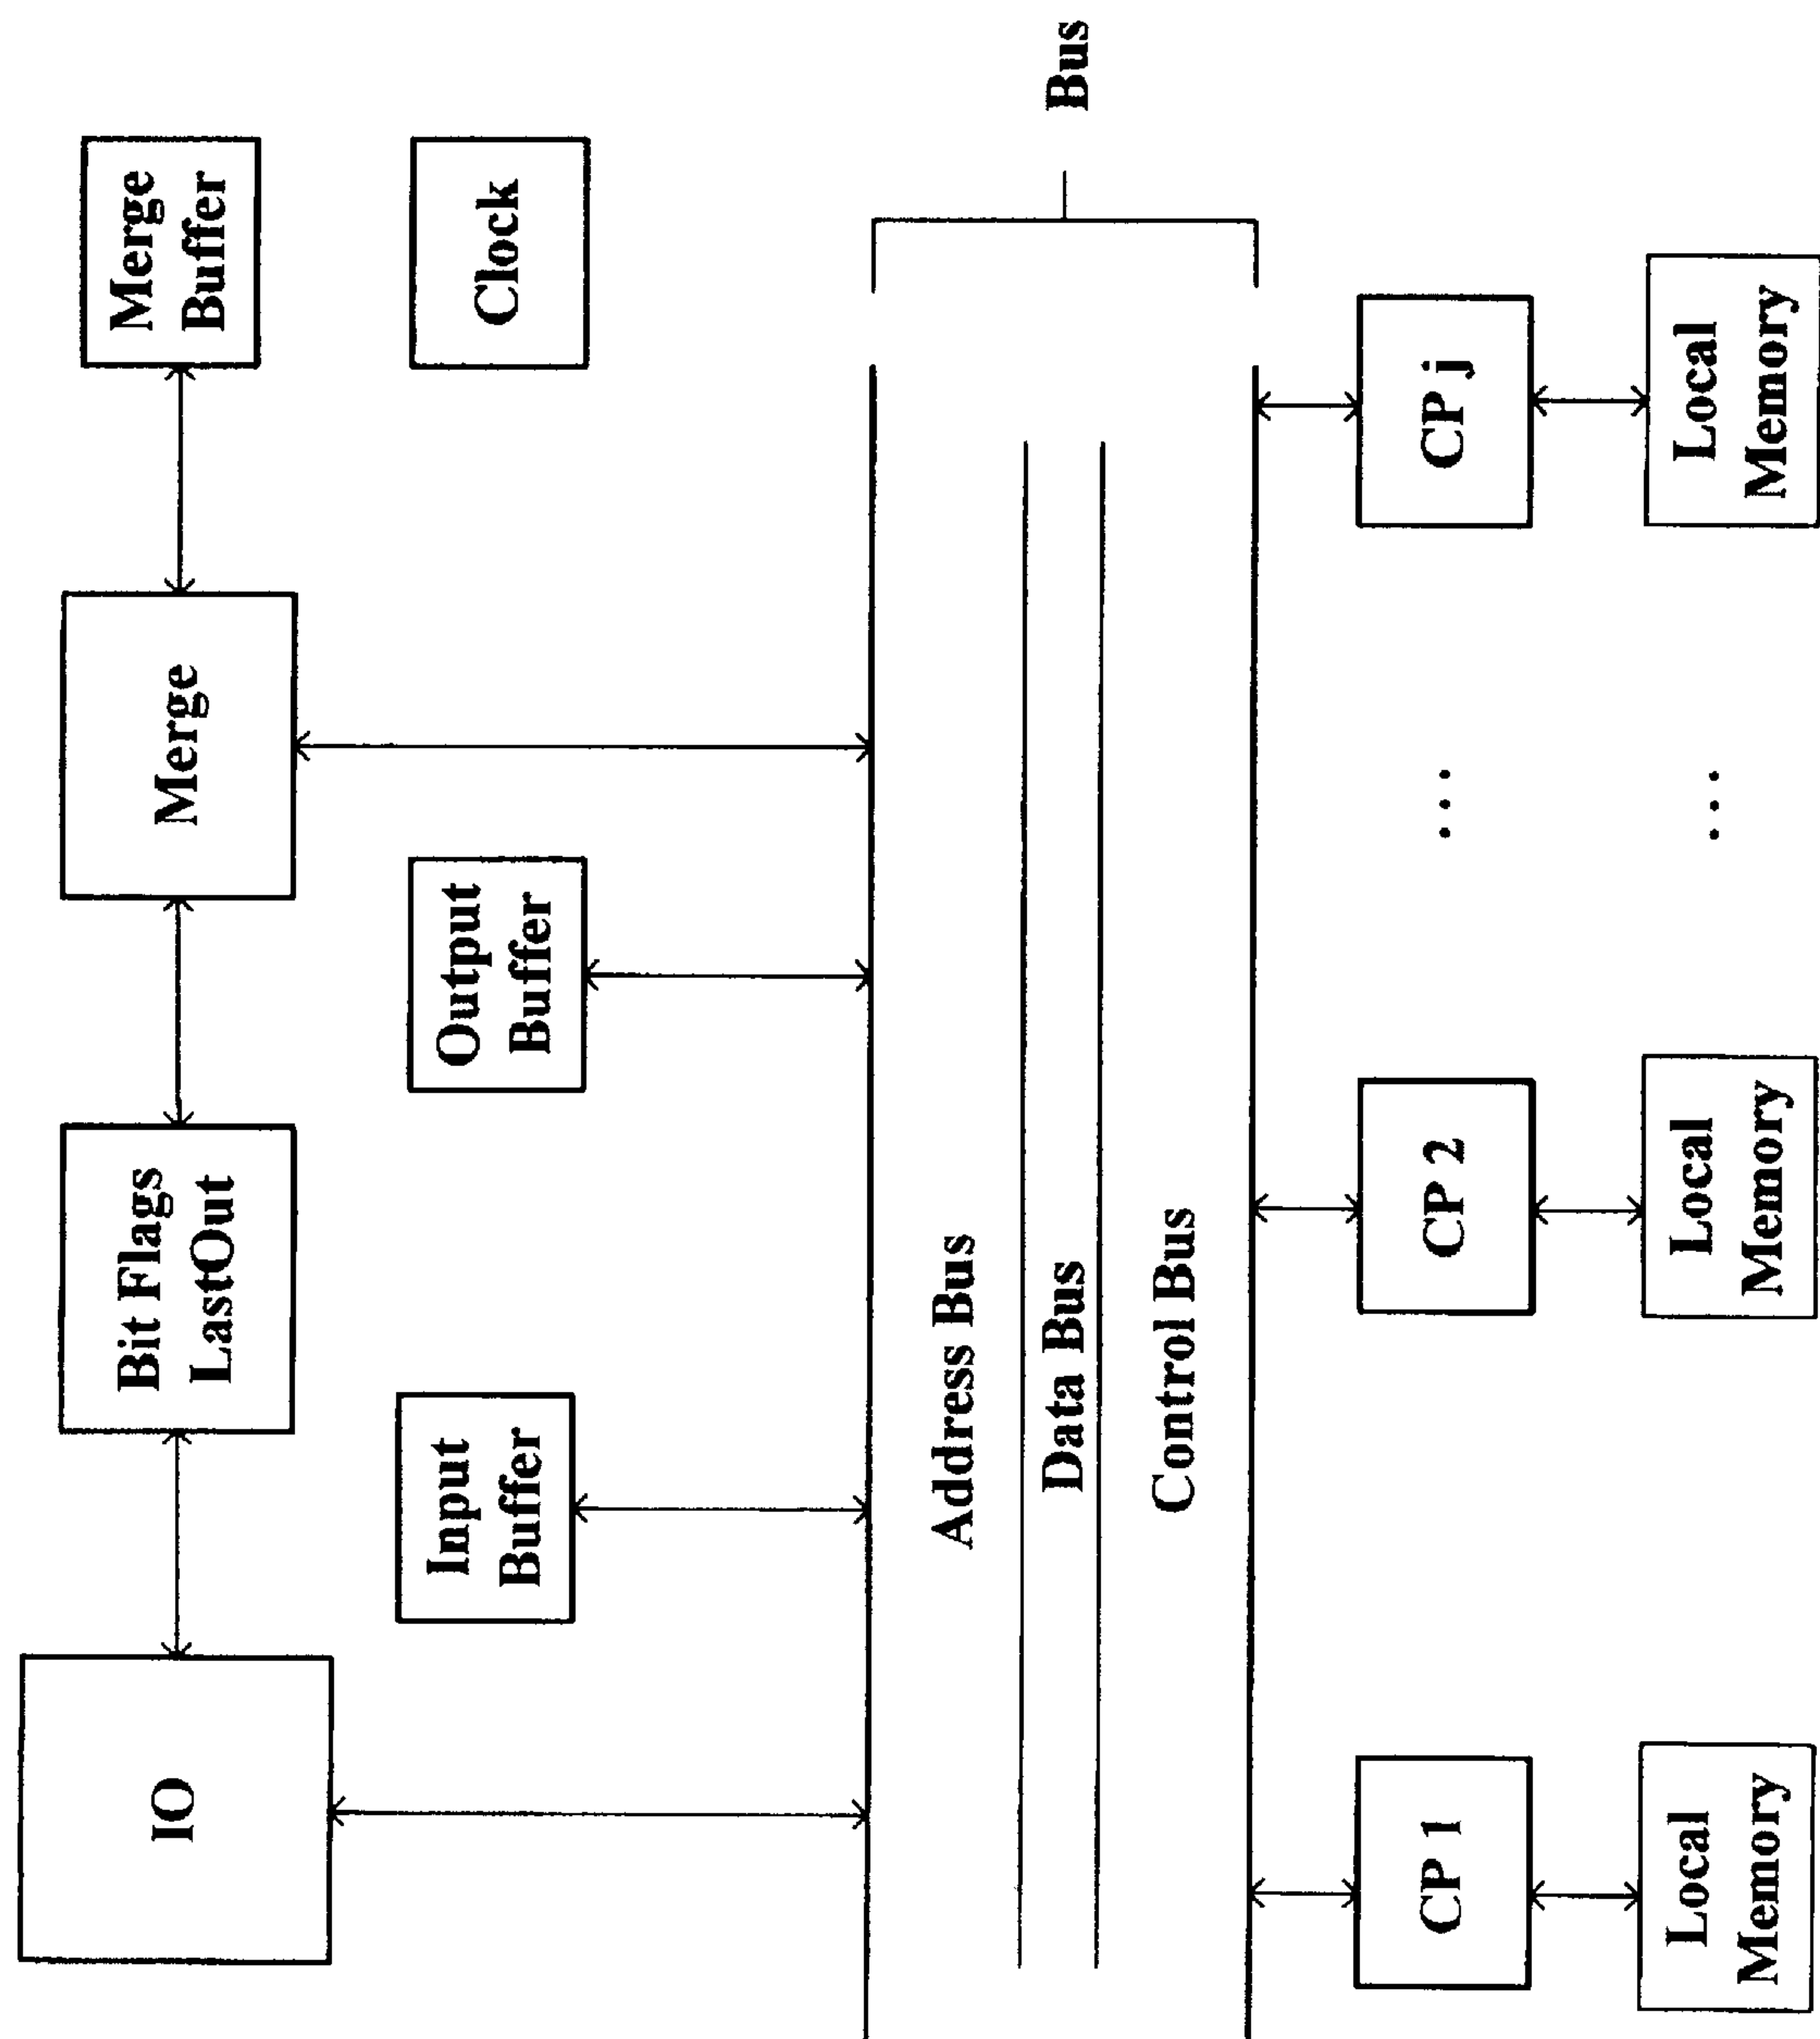 IO
Bit Flags
LastOut
Merge
Merge
Buffer
Input
Buffer
Output
Buffer
Clock
Address Bus
Data Bus
Control Bus
Bus
CP 1
CP 2
...
CP j
Local
Memory
Local
Memory
...
Local
Memory